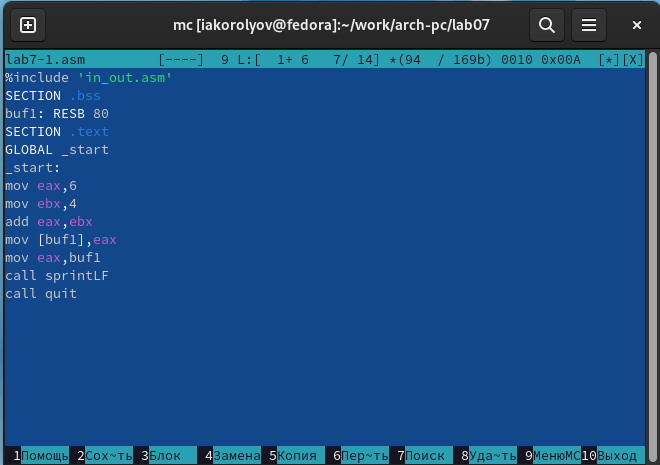 mc [iakorolyov@fedora]:~/work/arch-pc/lab07
lab7-1.asm [----] 9 L:[ 1+ 6 7/ 14] *(94 / 169b) 0010 0x00A [*][X]
%include 'in_out.asm'
SECTION .bss
buf1: RESB 80
SECTION .text
GLOBAL _start
_start:
mov eax,6
mov ebx,4
add eax,ebx
mov [buf1],eax
mov eax,buf1
call sprintLF
call quit
1Помощь 2Сох~ть 3Блок 4Замена 5Копия 6Пер~ть 7Поиск 8Уда~ть 9МенюMC 10Выход